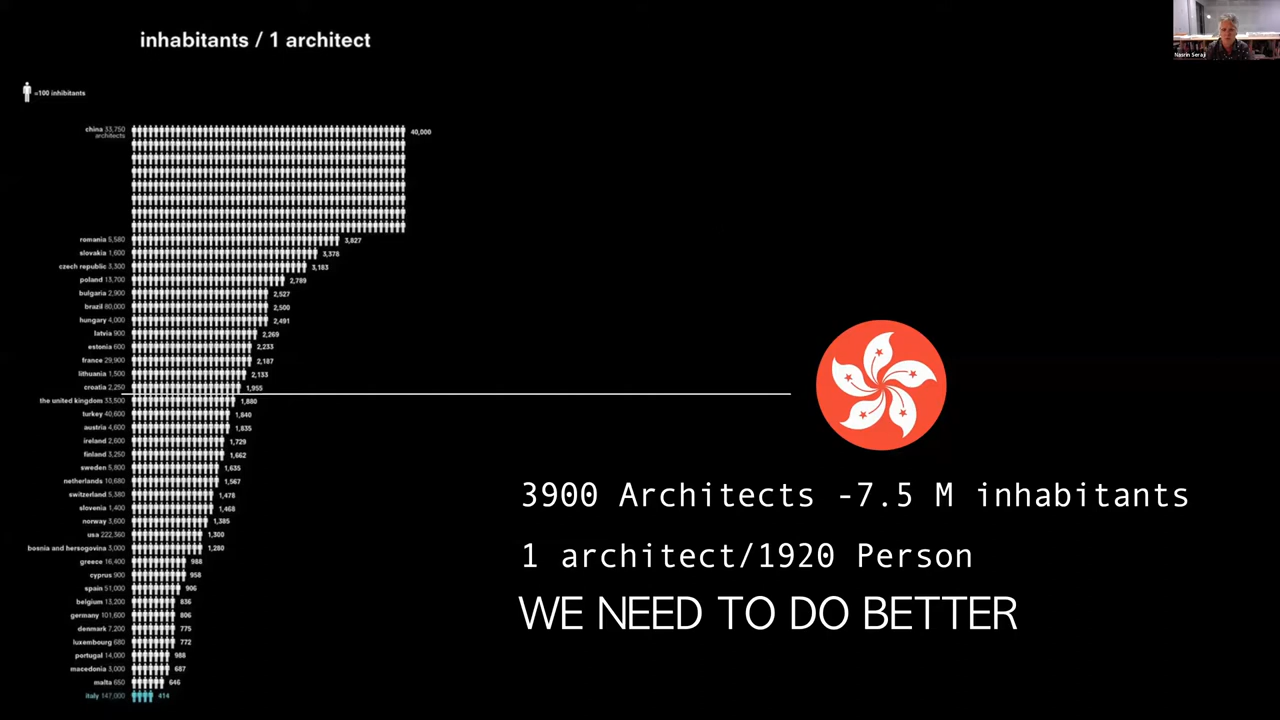 inhabitants / 1 architect
Nasrin Seraji
=100 inhibitants
china 33,750
architects
40,000
romania 5,580 3,827
slovakia 1,600 3,378
czech republic 3,300 3,183
poland 13,700 2,789
bulgaria 2,900 2,527
brazil 80,000 2,500
hungary 4,000 2,491
latvia 900 2,269
estonia 600 2,233
france 29,900 2,187
lithuania 1,500 2,133
croatia 2,250 1,955
the united kingdom 33,500 1,880
turkey 40,600 1,840
austria 4,600 1,835
ireland 2,600 1,729
finland 3,250 1,662
sweden 5,800 1,635
netherlands 10,680 1,567
switzerland 5,380 1,478
slovenia 1,400 1,468
norway 3,600 1,385
usa 222,360 1,300
bosnia and hersogovina 3,000 1,280
greece 16,400 988
cyprus 900 958
spain 51,000 906
belgium 13,200 836
germany 101,600 806
denmark 7,200 775
luxembourg 680 772
portugal 14,000 988
macedonia 3,000 687
malta 650 646
italy 147,000 414
3900 Architects -7.5 M inhabitants
1 architect/1920 Person
WE NEED TO DO BETTER